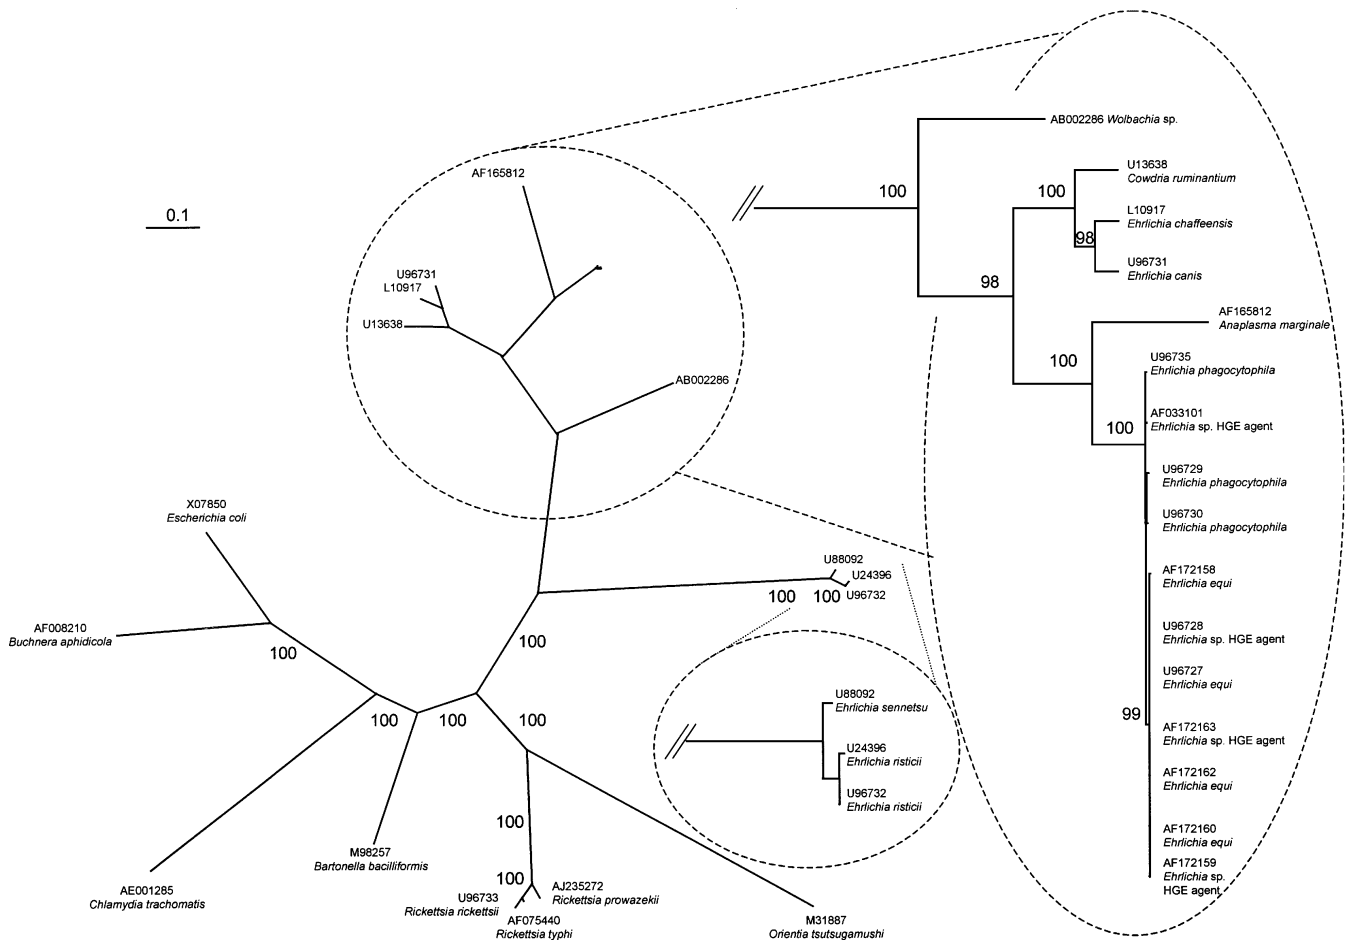 AB002286 Wolbachia sp.
AF165812
U13638
Cowdria ruminantium
100
100
0.1
L10917
Ehrlichia chaffeensis
98
U96731
Ehrlichia canis
U96731
L10917
98
U13638
AF165812
Anaplasma marginale
100
U96735
Ehrlichia phagocytophila
AB002286
AF033101
Ehrlichia sp. HGE agent
100
U96729
Ehrlichia phagocytophila
U96730
Ehrlichia phagocytophila
X07850
Escherichia coli
U88092
U24396
U96732
100
100
AF172158
Ehrlichia equi
AF008210
Buchnera aphidicola
100
100
U96728
Ehrlichia sp. HGE agent
U96727
Ehrlichia equi
U88092
Ehrlichia sennetsu
100
100
100
99
AF172163
Ehrlichia sp. HGE agent
U24396
Ehrlichia risticii
AF172162
Ehrlichia equi
U96732
Ehrlichia risticii
100
AF172160
Ehrlichia equi
M98257
Bartonella bacilliformis
AF172159
Ehrlichia sp.
HGE agent
100
AE001285
Chlamydia trachomatis
AJ235272
Rickettsia prowazekii
U96733
Rickettsia rickettsii
AF075440
Rickettsia typhi
M31887
Orientia tsutsugamushi